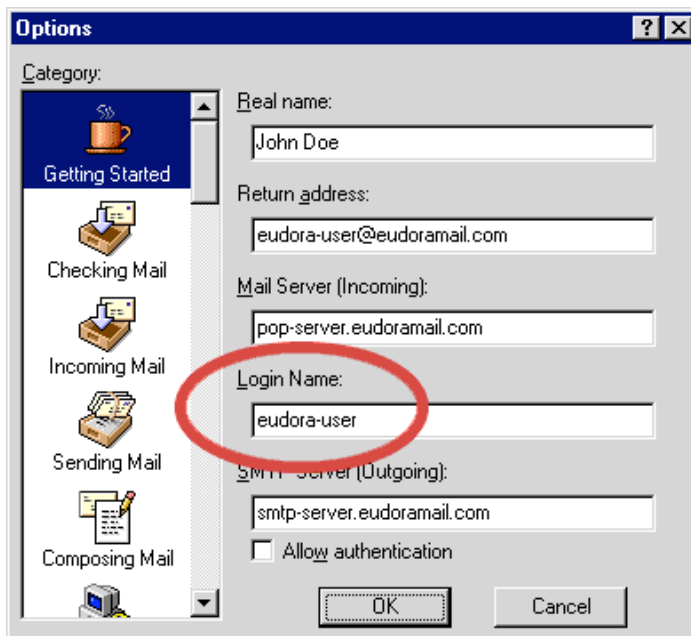 Options
Category:
Getting Started
Checking Mail
Incoming Mail
Sending Mail
Composing Mail
Real name:
John Doe
Return address:
eudora-user@eudoramail.com
Mail Server (Incoming):
pop-server.eudoramail.com
Login Name:
eudora-user
SMTP Server (Outgoing):
smtp-server.eudoramail.com
Allow authentication
OK
Cancel